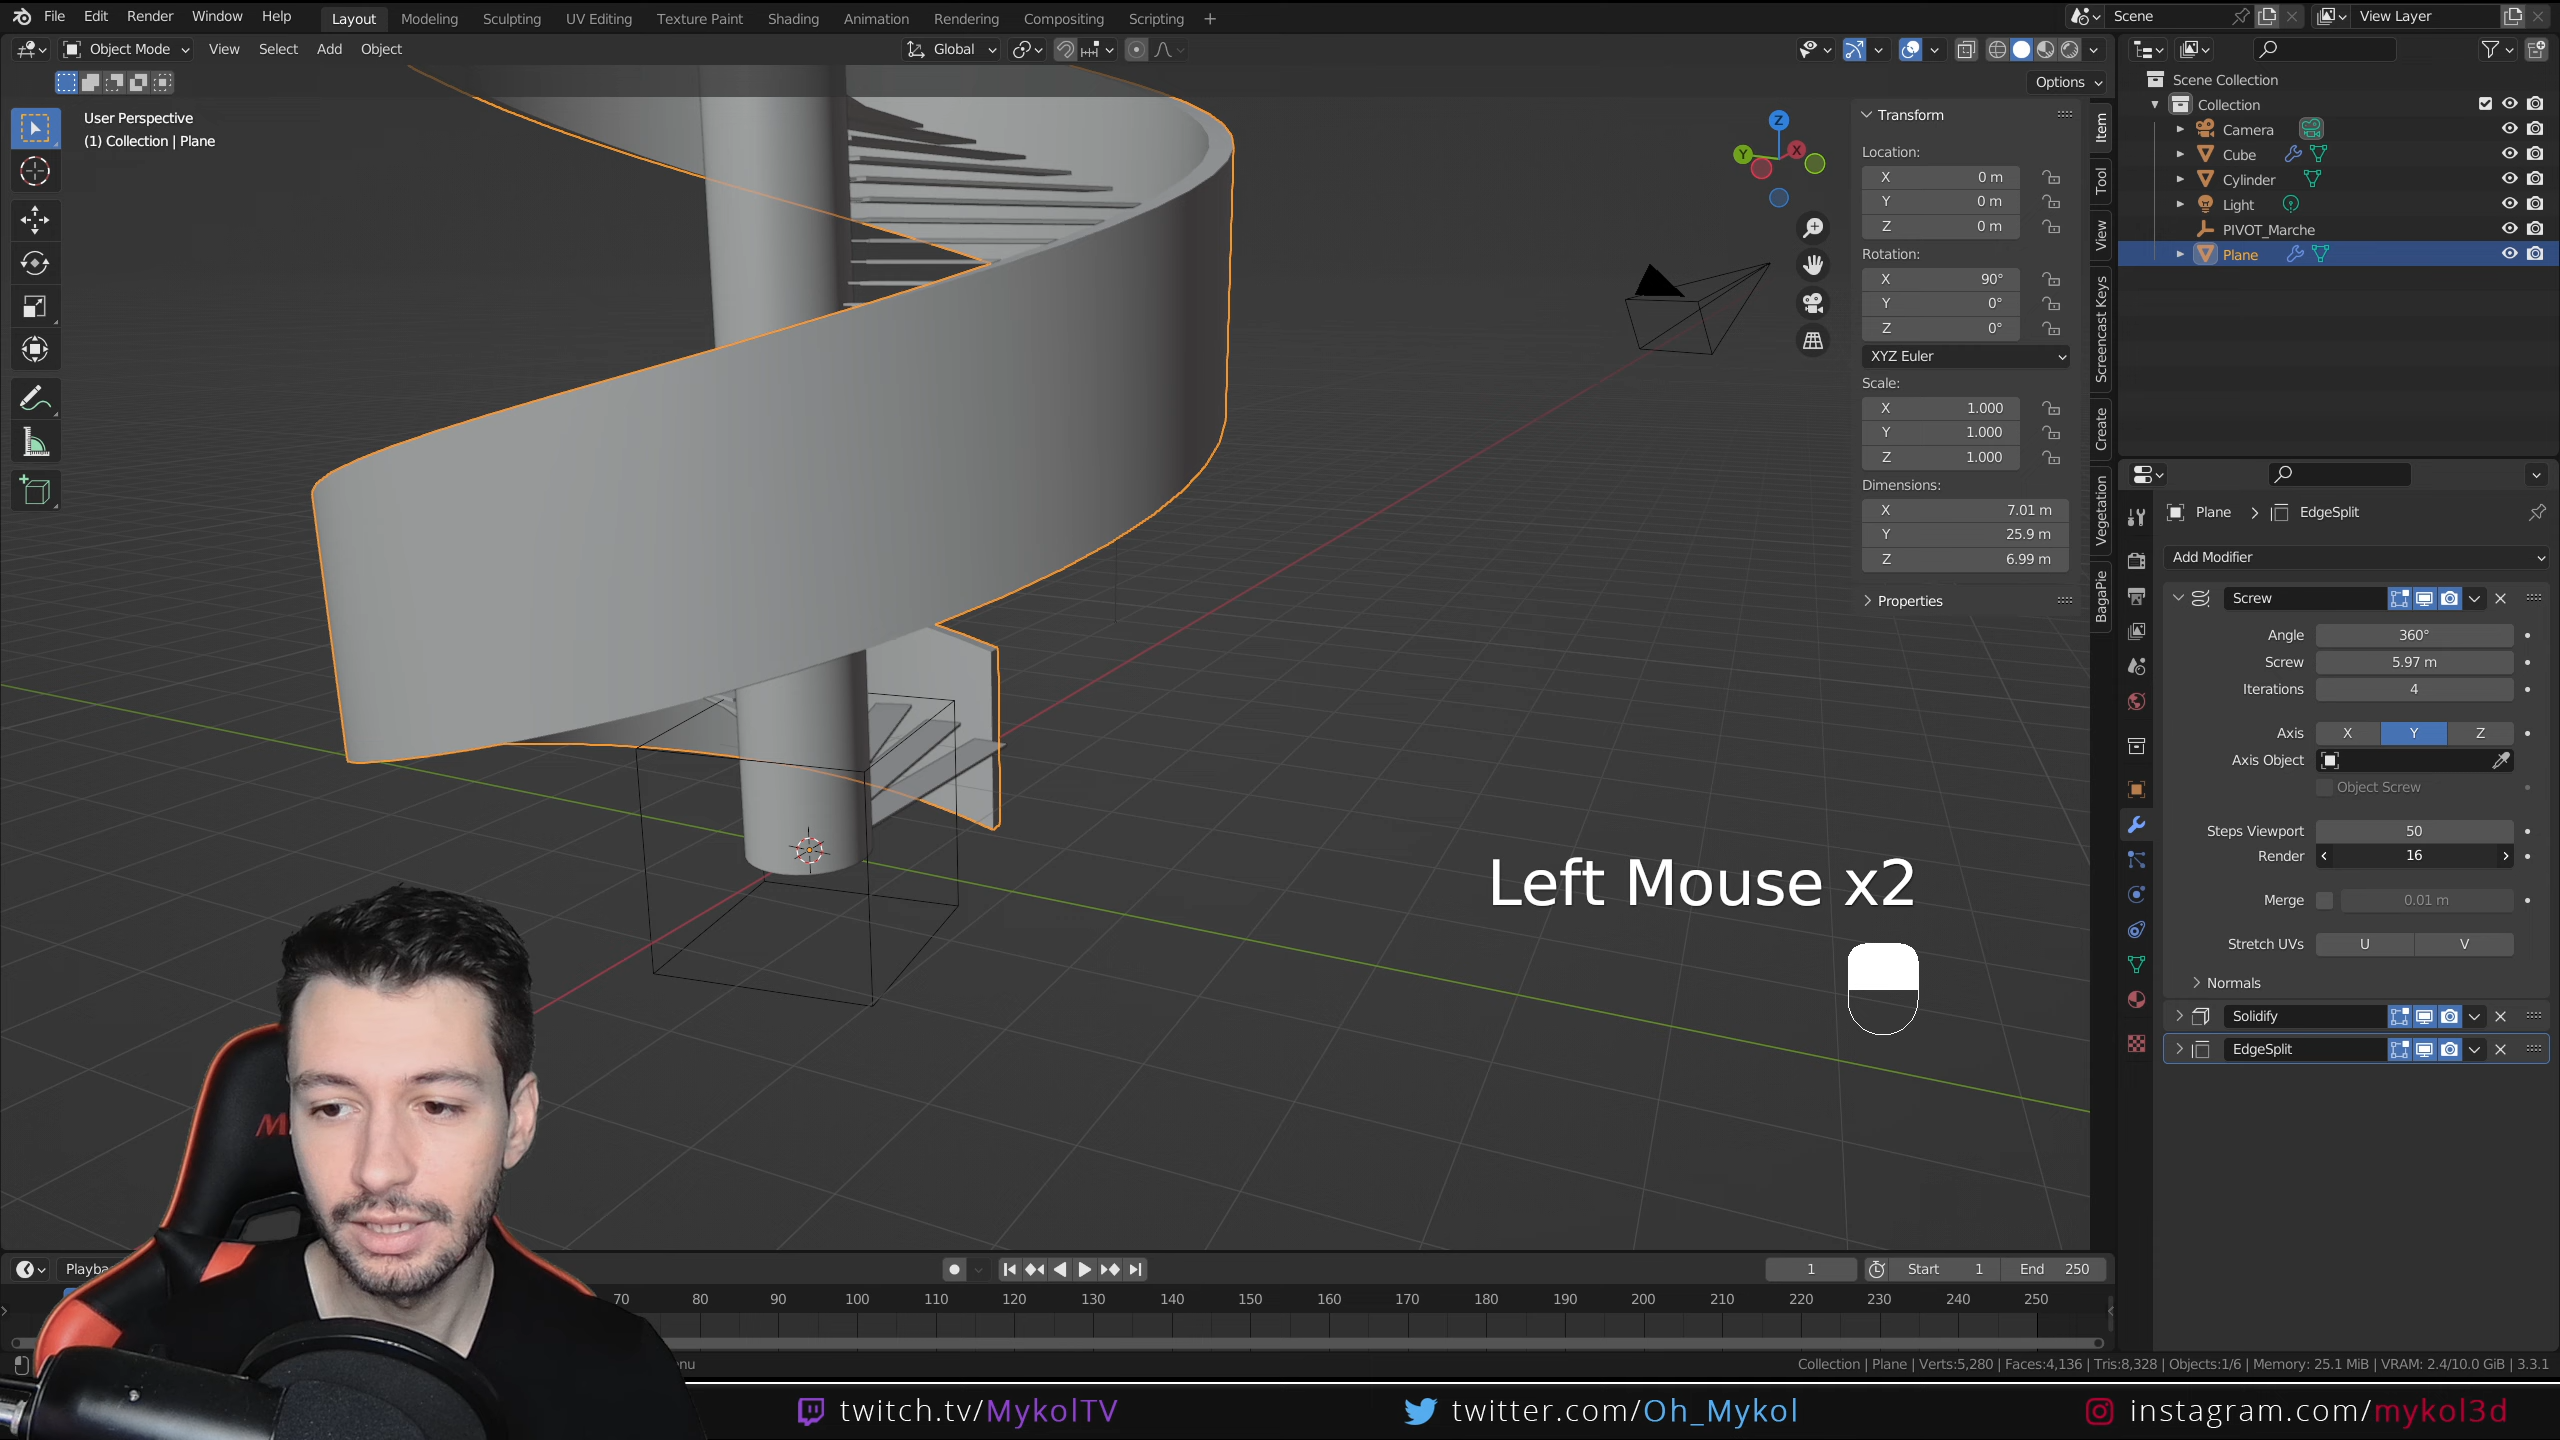 File Edit Render Window Help
Layout Modeling Sculpting UV Editing Texture Paint Shading Animation Rendering Compositing Scripting +
Scene
View Layer
Object Mode View Select Add Object
Global
Options
User Perspective
(1) Collection | Plane
Z
Y
X
Transform
Location:
X 0 m
Y 0 m
Z 0 m
Rotation:
X 90°
Y 0°
Z 0°
XYZ Euler
Scale:
X 1.000
Y 1.000
Z 1.000
Dimensions:
X 7.01 m
Y 25.9 m
Z 6.99 m
Properties
Item
Tool
View
Screencast Keys
Create
Vegetation
BagaPie
Scene Collection
Collection
Camera
Cube
Cylinder
Light
PIVOT_Marche
Plane
Plane > EdgeSplit
Add Modifier
Screw
Angle 360°
Screw 5.97 m
Iterations 4
Axis X Y Z
Axis Object
Object Screw
Steps Viewport 50
Render 16
Merge 0.01 m
Stretch UVs U V
Normals
Solidify
EdgeSplit
Left Mouse x2
Playba
1
Start 1
End 250
70 80 90 100 110 120 130 140 150 160 170 180 190 200 210 220 230 240 250
nu
Collection | Plane | Verts:5,280 | Faces:4,136 | Tris:8,328 | Objects:1/6 | Memory: 25.1 MiB | VRAM: 2.4/10.0 GiB | 3.3.1
twitch.tv/MykolTV
twitter.com/Oh_Mykol
instagram.com/mykol3d